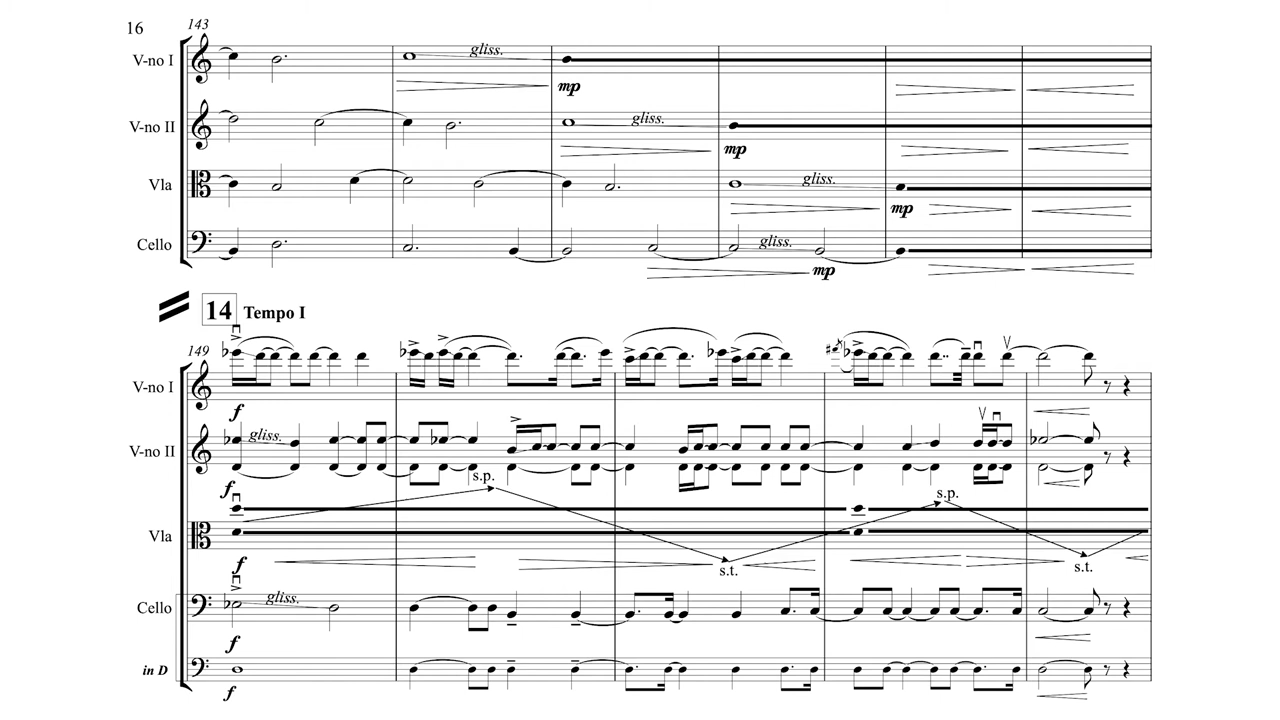 16
143
V-no I
gliss.
mp
V-no II
gliss.
mp
Vla
gliss.
mp
Cello
gliss.
mp
14 Tempo I
149
V-no I
f
V-no II
gliss.
f
s.p.
s.p.
Vla
f
s.t.
s.t.
Cello
gliss.
f
in D
f